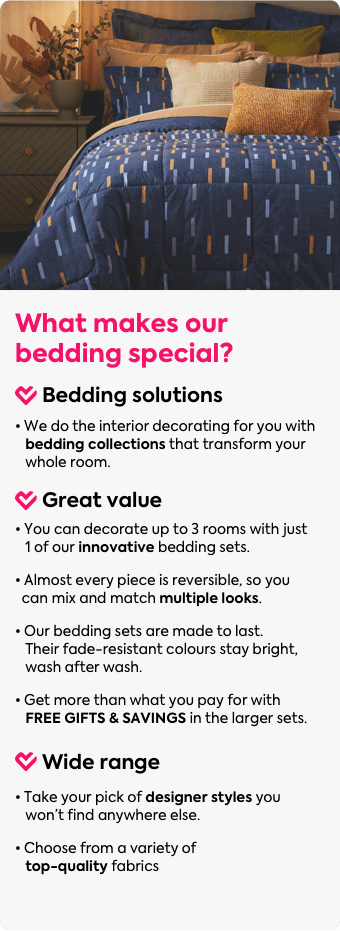 What makes our
bedding special?
Bedding solutions
• We do the interior decorating for you with
bedding collections that transform your
whole room.
Great value
• You can decorate up to 3 rooms with just
1 of our innovative bedding sets.
• Almost every piece is reversible, so you
can mix and match multiple looks.
• Our bedding sets are made to last.
Their fade-resistant colours stay bright,
wash after wash.
• Get more than what you pay for with
FREE GIFTS & SAVINGS in the larger sets.
Wide range
• Take your pick of designer styles you
won’t find anywhere else.
• Choose from a variety of
top-quality fabrics